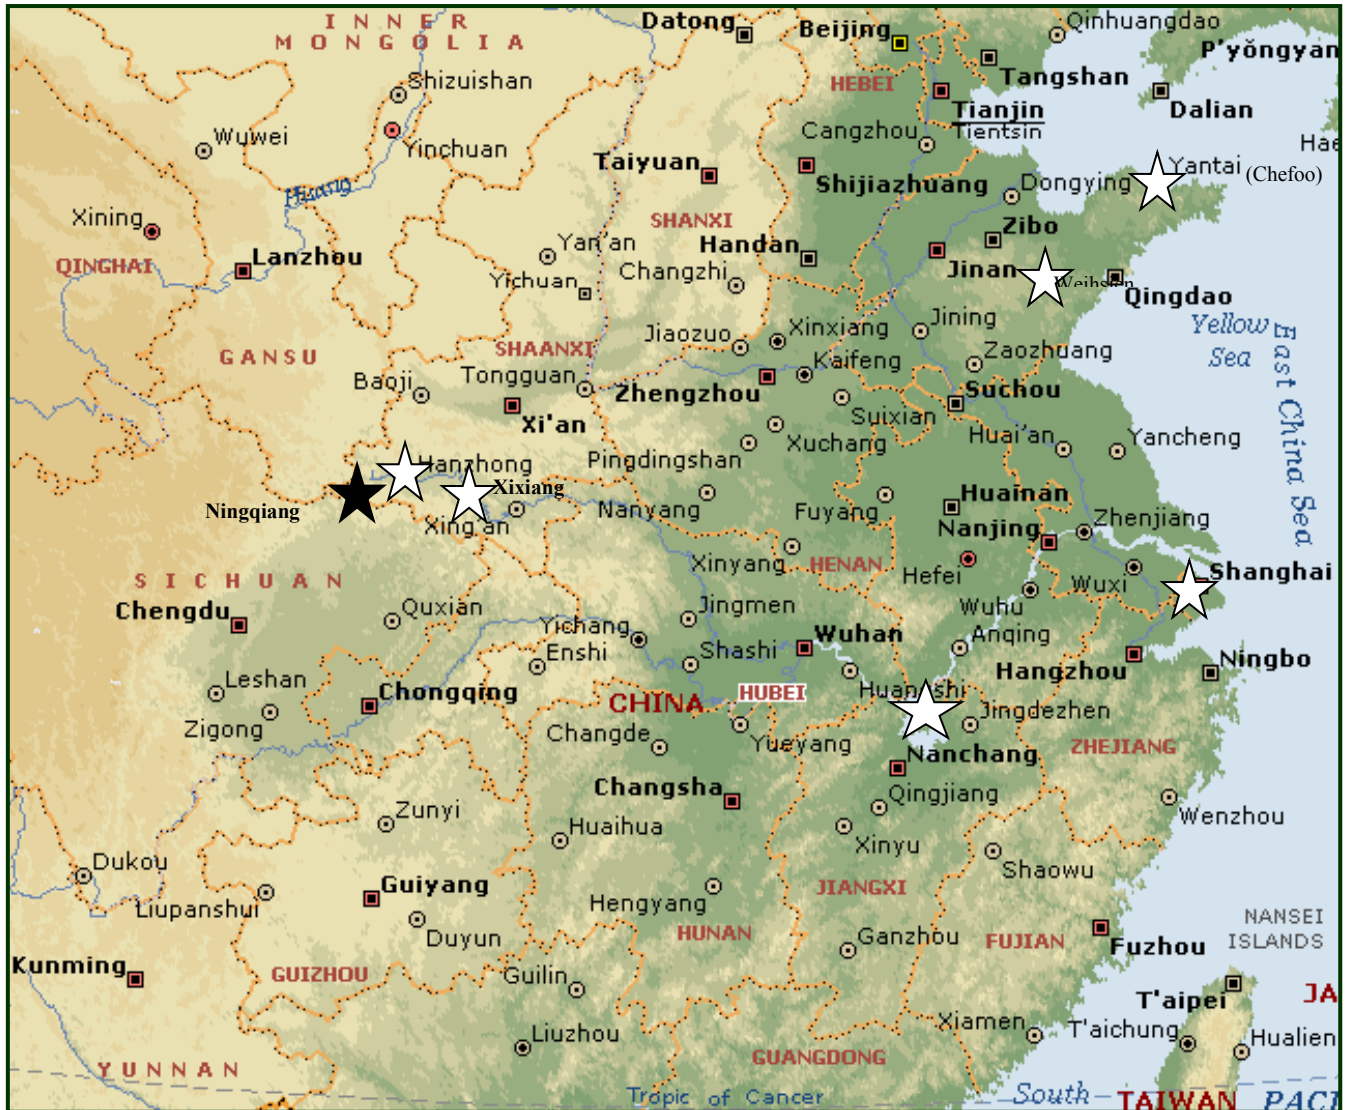 INNER
MONGOLIA
Datong
Beijing
Qinhuangdao
P'yŏngyan
HEBEI
Tangshan
Shizuishan
Tianjin
Tientsin
Dalian
Cangzhou
Wuwei
Yinchuan
Hae
Taiyuan
Shijiazhuang
Yantai
(Chefoo)
Dongying
Huang
Xining
SHANXI
Zibo
QINGHAI
Lanzhou
Yan'an
Handan
Changzhi
Jinan
Yichuan
Weihsien
Qingdao
Yellow
Sea
East China Sea
Jiaozuo
Xinxiang
Jining
GANSU
SHAANXI
Kaifeng
Zaozhuang
Baoji
Tongguan
Zhengzhou
Suchou
Xi'an
Suixian
Xuchang
Huai'an
Yancheng
Hanzhong
Pingdingshan
Xixiang
Ningqiang
Nanyang
Huainan
Fuyang
Xing'an
Nanjing
Zhenjiang
Xinyang
HENAN
Hefei
Wuxi
Shanghai
SICHUAN
Chengdu
Quxian
Jingmen
Wuhu
Yichang
Wuhan
Anqing
Enshi
Shashi
Hangzhou
Ningbo
Leshan
Chongqing
CHINA
HUBEI
Huangshi
Zigong
Changde
Yueyang
Jingdezhen
ZHEJIANG
Nanchang
Changsha
Qingjiang
Zunyi
Huaihua
Wenzhou
Xinyu
Dukou
Shaowu
Guiyang
JIANGXI
Liupanshui
Hengyang
NANSEI
ISLANDS
Duyun
HUNAN
Ganzhou
FUJIAN
Fuzhou
Kunming
GUIZHOU
Guilin
T'aipei
JA
Xiamen
T'aichung
Hualien
Liuzhou
GUANGDONG
YUNNAN
Tropic of Cancer
South
TAIWAN
PACI